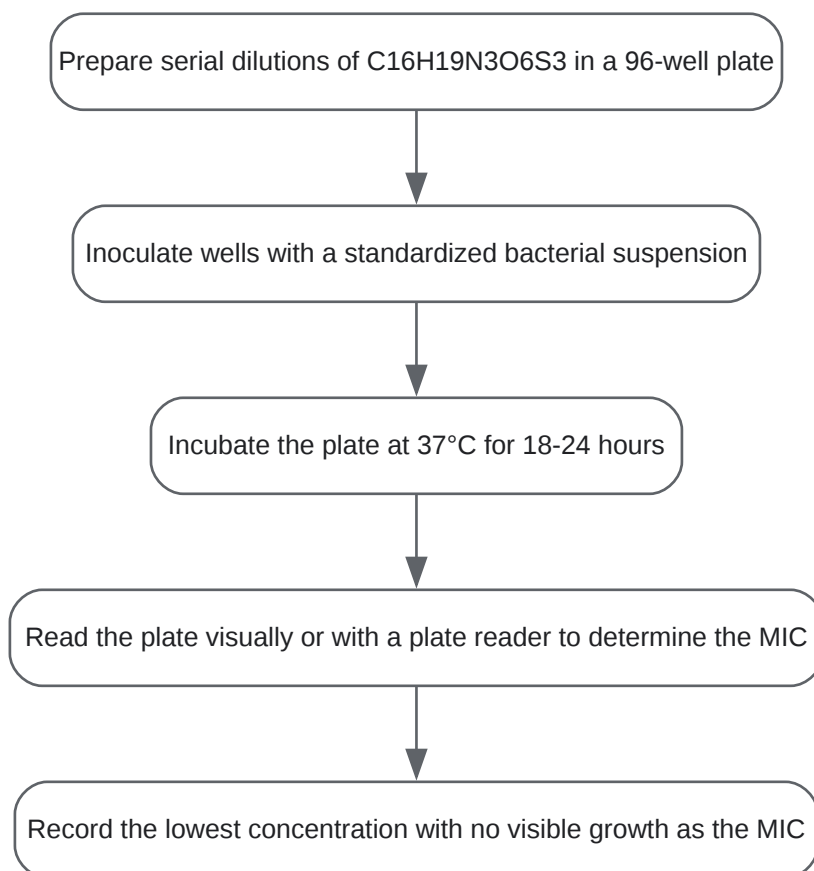 Prepare serial dilutions of C16H19N3O6S3 in a 96-well plate
Inoculate wells with a standardized bacterial suspension
Incubate the plate at 37°C for 18-24 hours
Read the plate visually or with a plate reader to determine the MIC
Record the lowest concentration with no visible growth as the MIC